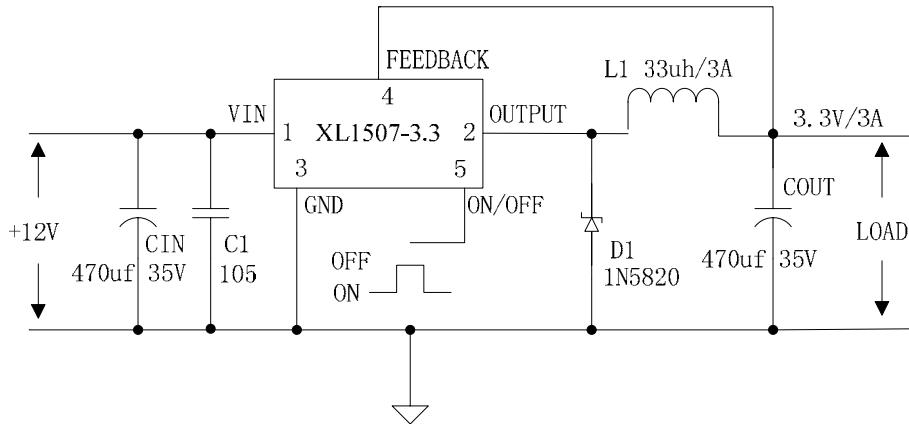 FEEDBACK
L1 33uh/3A
4
VIN
OUTPUT
3.3V/3A
1
XL1507-3.3
2
3
5
GND
ON/OFF
COUT
+12V
CIN
C1
LOAD
OFF
D1
470uf 35V
105
1N5820
470uf 35V
ON